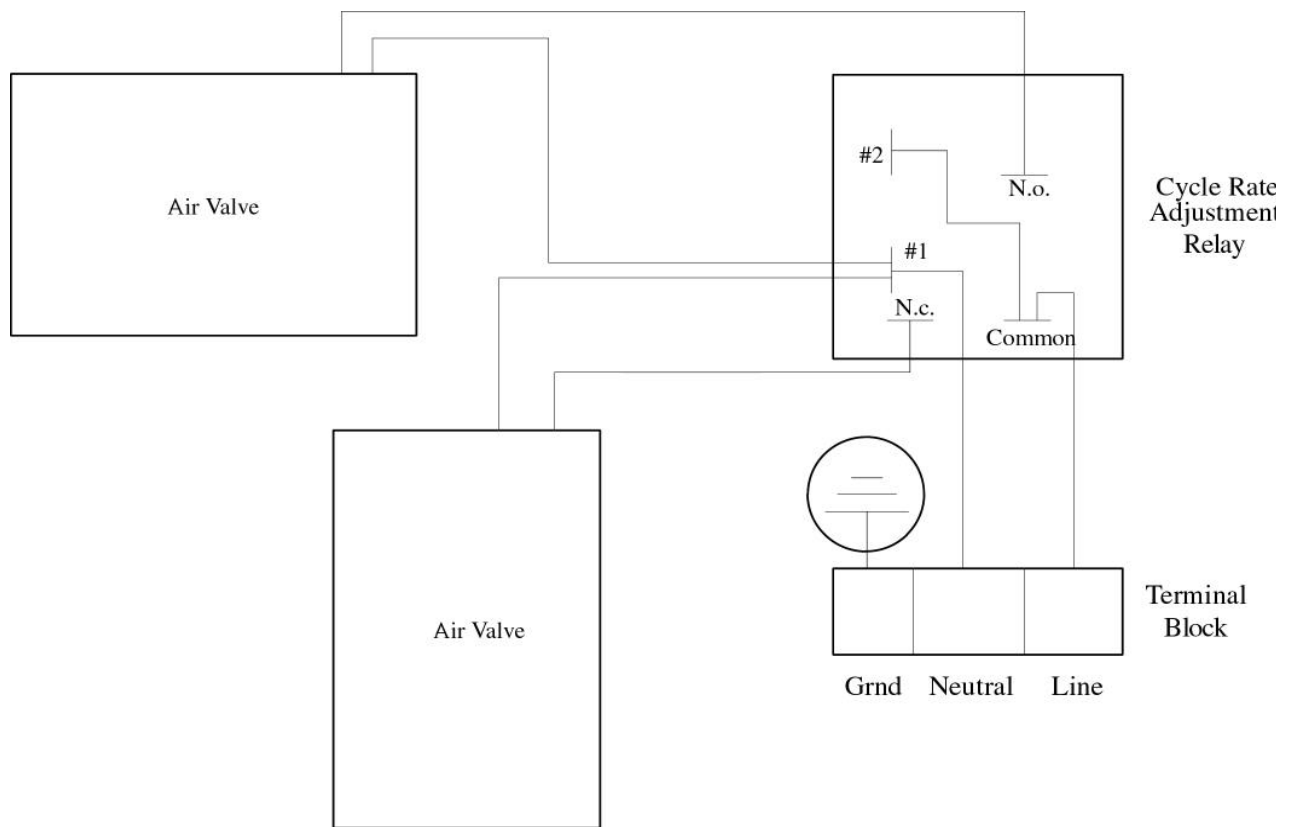 Air Valve
#2
N.o.
Cycle Rate
Adjustment
Relay
#1
N.c.
Common
Air Valve
Terminal
Block
Grnd Neutral Line